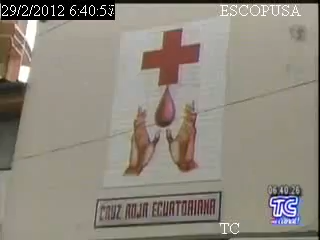 29/2/2012 6:40:57
ESCOPUSA
CRUZ ROJA ECUATORIANA
06:40:26
TC
TC